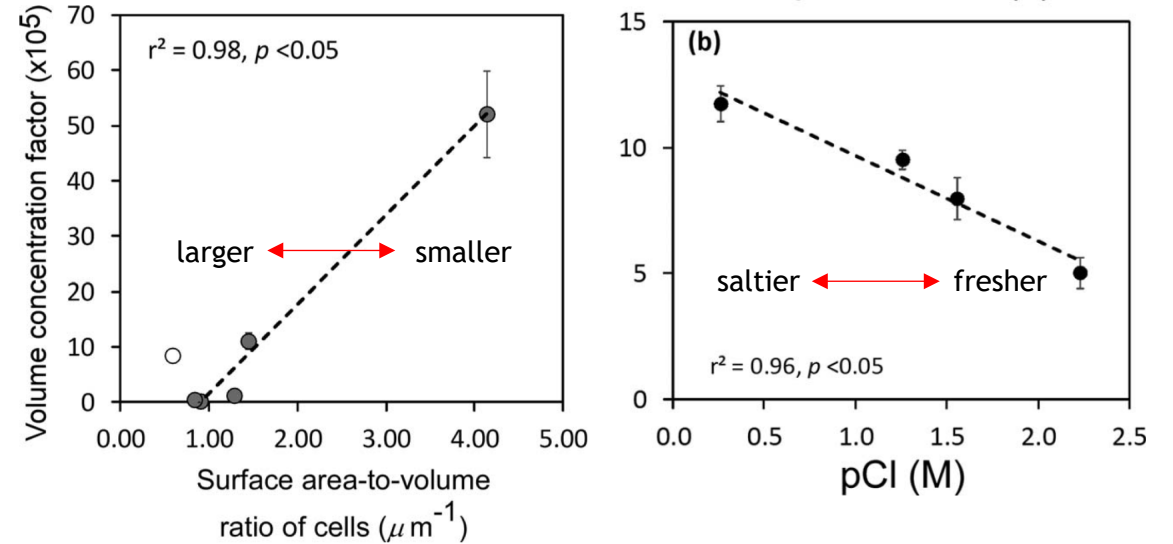 Volume concentration factor (x10⁵)
70
60
50
40
30
20
10
0
r² = 0.98, p <0.05
larger
smaller
0.00
1.00
2.00
3.00
4.00
5.00
Surface area-to-volume
ratio of cells (μ m⁻¹)
(b)
15
10
5
0
saltier
fresher
r² = 0.96, p <0.05
0.0
0.5
1.0
1.5
2.0
2.5
pCl (M)